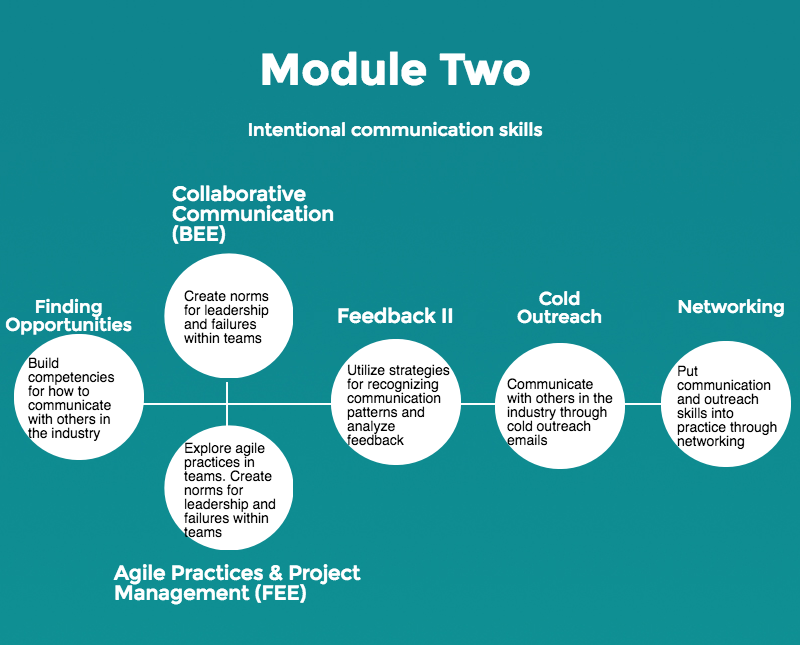 Module Two
Intentional communication skills
Collaborative
Communication
(BEE)
Create norms
for leadership
and failures
within teams
Finding
Opportunities
Build
competencies
for how to
communicate
with others in
the industry
Explore agile
practices in
teams. Create
norms for
leadership and
failures within
teams
Agile Practices & Project
Management (FEE)
Feedback II
Utilize strategies
for recognizing
communication
patterns and
analyze
feedback
Cold
Outreach
Communicate
with others in the
industry through
cold outreach
emails
Networking
Put
communication
and outreach
skills into
practice through
networking